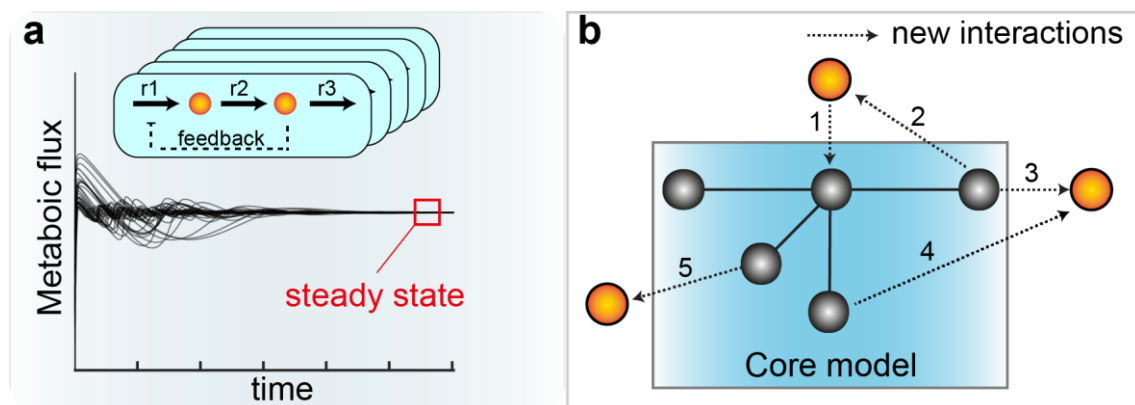 a
r1
r2
r3
feedback
Metaboic flux
steady state
time
b
new interactions
1
2
3
4
5
Core model